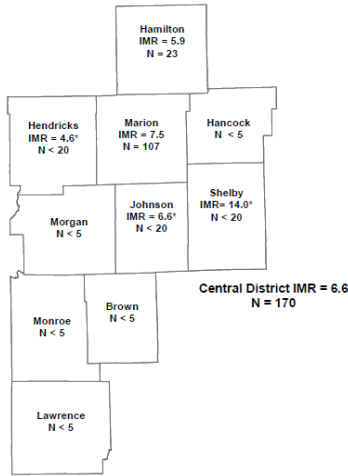 Hamilton
IMR = 5.9
N = 23
Hendricks
IMR = 4.6*
N < 20
Marion
IMR = 7.5
N = 107
Hancock
N < 5
Morgan
N < 5
Johnson
IMR = 6.6*
N < 20
Shelby
IMR= 14.0*
N < 20
Central District IMR = 6.6
N = 170
Monroe
N < 5
Brown
N < 5
Lawrence
N < 5